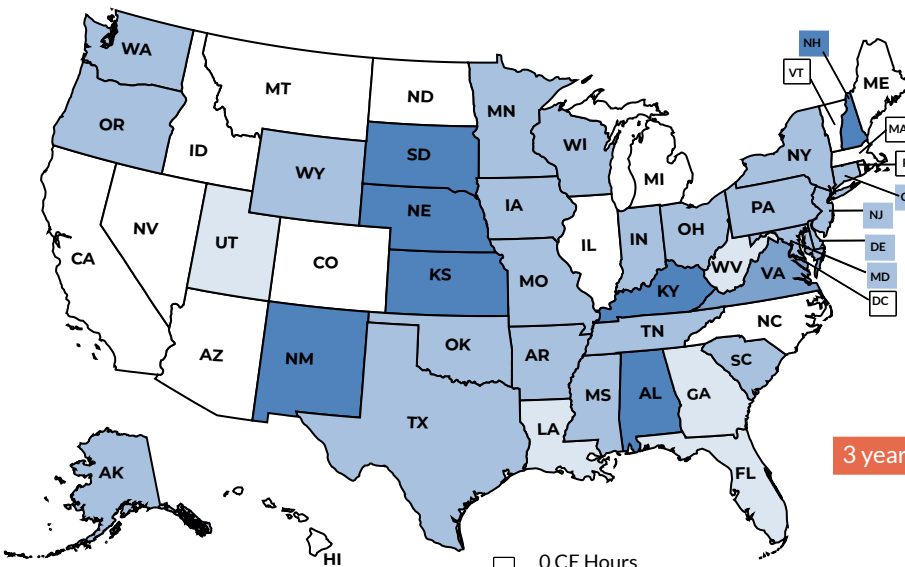 WA
MT
ND
MN
OR
ID
WY
SD
WI
MI
NY
NH
VT
ME
MA
NV
UT
CO
NE
IA
IL
IN
OH
PA
NJ
DE
MD
DC
CA
KS
MO
WV
VA
KY
AZ
NM
OK
AR
TN
NC
SC
TX
MS
AL
GA
LA
FL
AK
HI
3 year
0 CE Hours